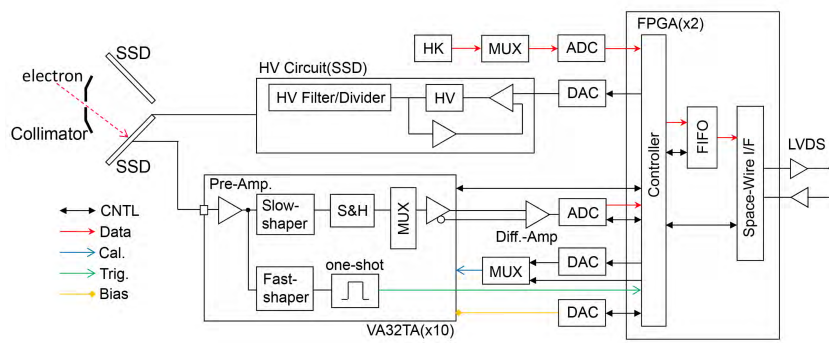 FPGA(x2)
SSD
HK
MUX
ADC
electron
HV Circuit(SSD)
HV Filter/Divider
HV
DAC
Collimator
SSD
Controller
FIFO
Space-Wire I/F
LVDS
Pre-Amp.
Slow-
shaper
S&H
MUX
ADC
Diff.-Amp
CNTL
Data
Cal.
Trig.
Bias
Fast-
shaper
one-shot
MUX
DAC
DAC
VA32TA(x10)